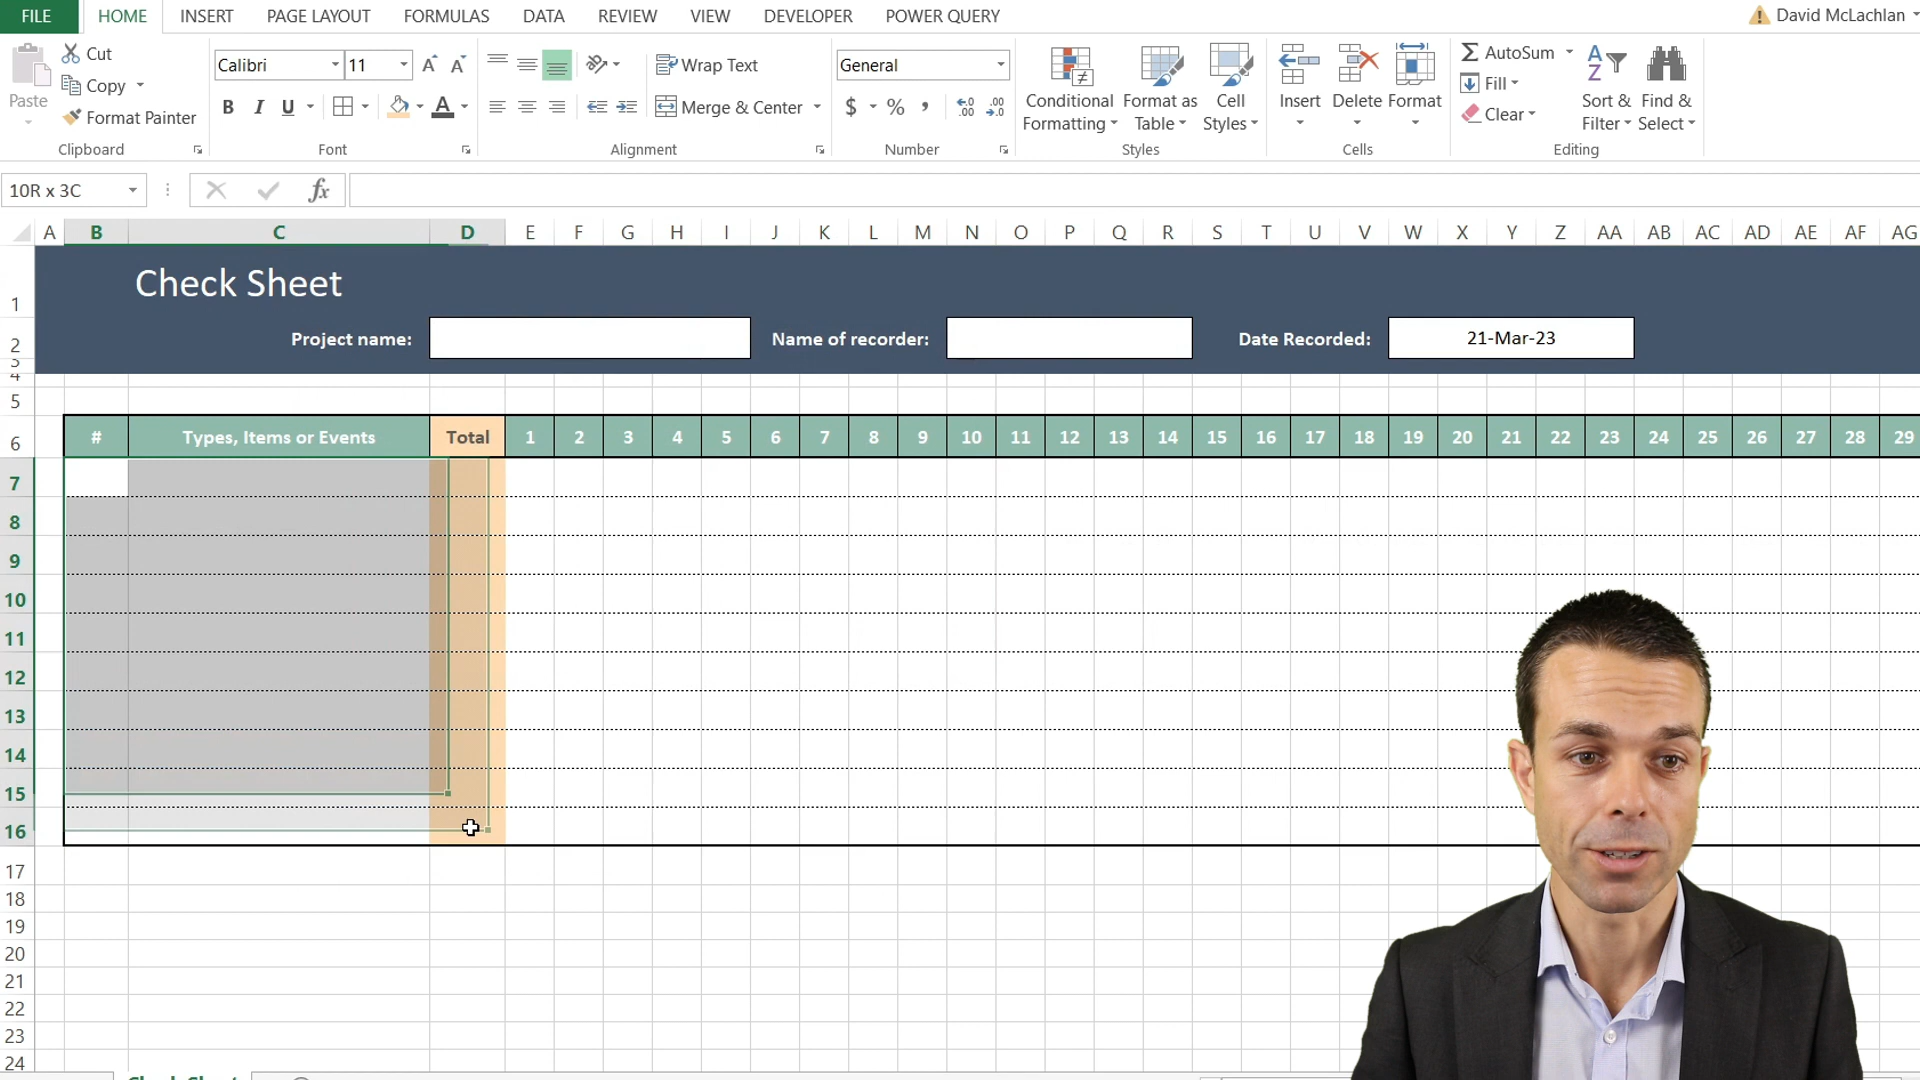 FILE HOME INSERT PAGE LAYOUT FORMULAS DATA REVIEW VIEW DEVELOPER POWER QUERY David McLachlan
Paste Cut Copy Format Painter Clipboard
Calibri 11 B I U A Font
Wrap Text Merge & Center Alignment
General $ % , Number
Conditional Formatting Format as Table Cell Styles Styles
Insert Delete Format Cells
AutoSum Fill Clear Sort & Filter Find & Select Editing
10R x 3C fx
A B C D E F G H I J K L M N O P Q R S T U V W X Y Z AA AB AC AD AE AF AG
1 Check Sheet
2 Project name: Name of recorder: Date Recorded: 21-Mar-23
3
4
5
6 # Types, Items or Events Total 1 2 3 4 5 6 7 8 9 10 11 12 13 14 15 16 17 18 19 20 21 22 23 24 25 26 27 28 29
7
8
9
10
11
12
13
14
15
16
17
18
19
20
21
22
23
24
Check Sheet